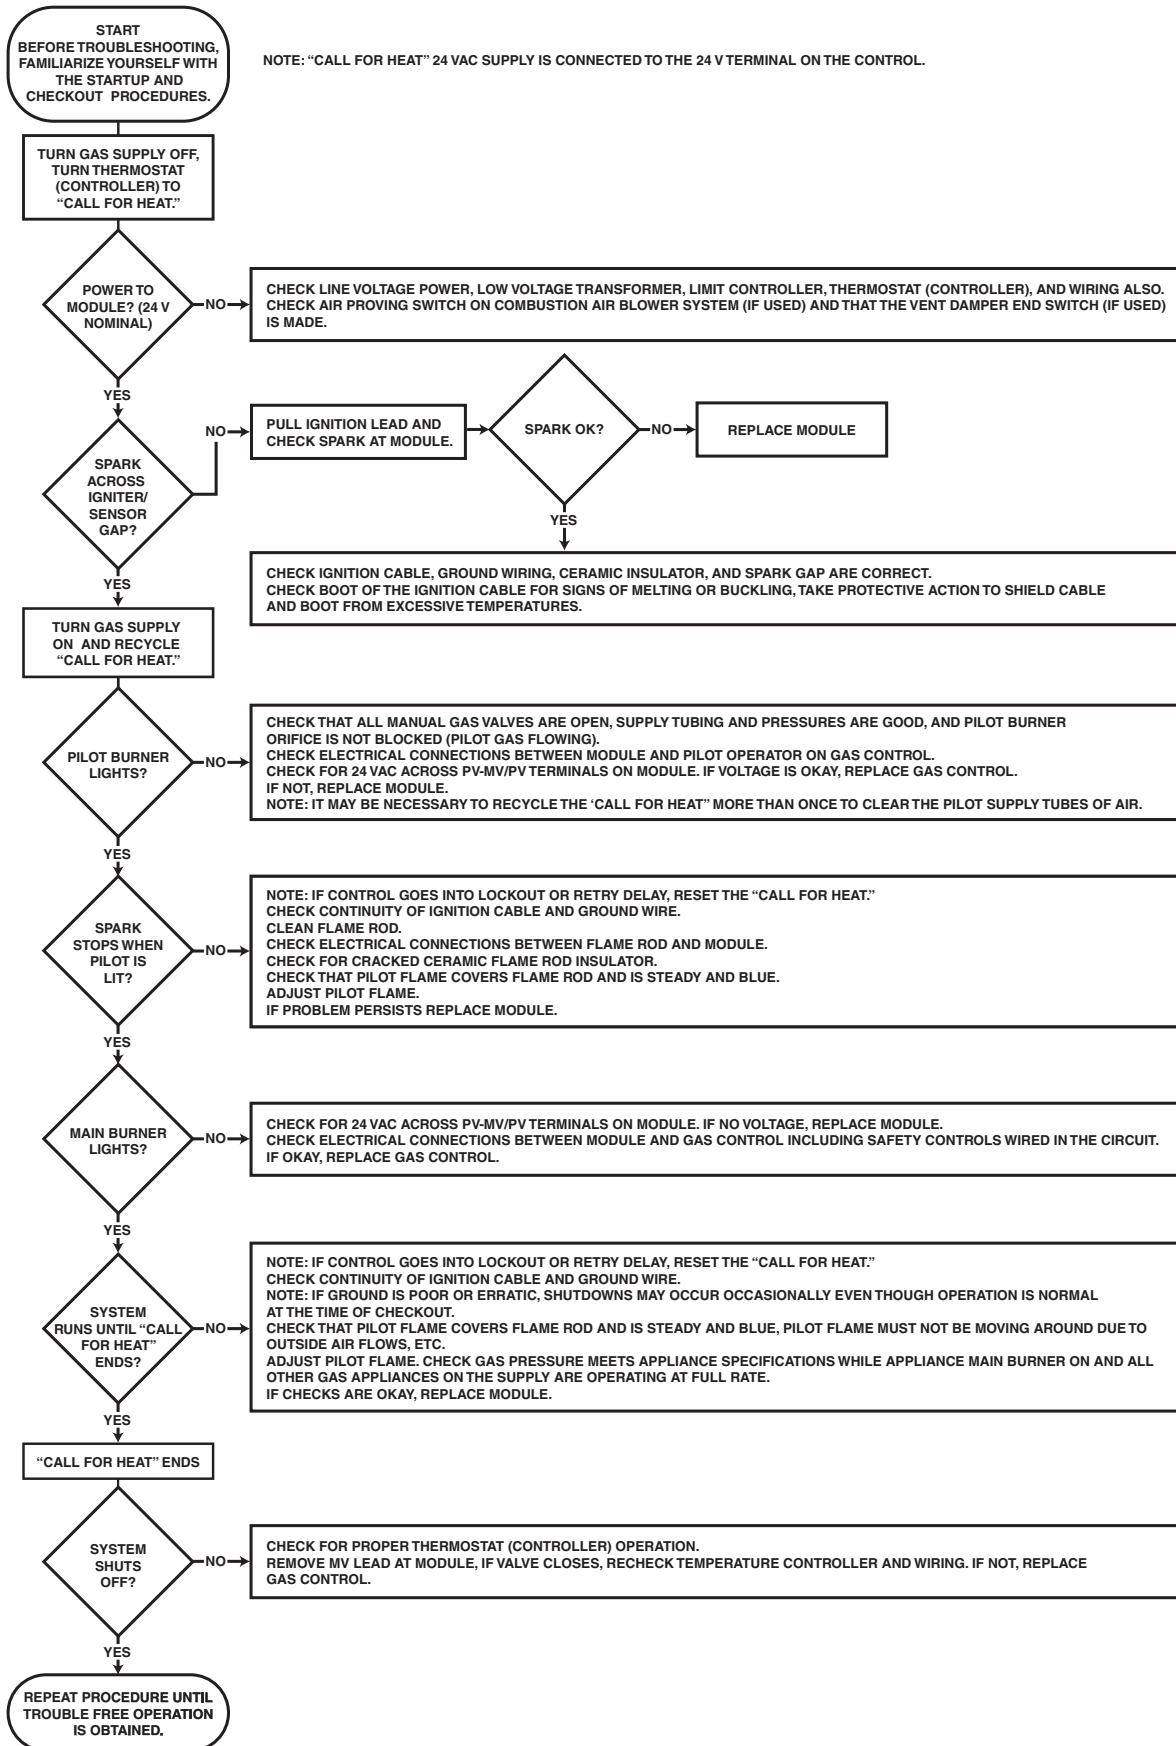 START
BEFORE TROUBLESHOOTING,
FAMILIARIZE YOURSELF WITH
THE STARTUP AND
CHECKOUT PROCEDURES.
NOTE: “CALL FOR HEAT” 24 VAC SUPPLY IS CONNECTED TO THE 24 V TERMINAL ON THE CONTROL.
TURN GAS SUPPLY OFF,
TURN THERMOSTAT
(CONTROLLER) TO
“CALL FOR HEAT.”
POWER TO
MODULE? (24 V
NOMINAL)
NO
CHECK LINE VOLTAGE POWER, LOW VOLTAGE TRANSFORMER, LIMIT CONTROLLER, THERMOSTAT (CONTROLLER), AND WIRING ALSO.
CHECK AIR PROVING SWITCH ON COMBUSTION AIR BLOWER SYSTEM (IF USED) AND THAT THE VENT DAMPER END SWITCH (IF USED)
IS MADE.
YES
SPARK
ACROSS
IGNITER/
SENSOR
GAP?
NO
PULL IGNITION LEAD AND
CHECK SPARK AT MODULE.
SPARK OK?
NO
REPLACE MODULE
YES
CHECK IGNITION CABLE, GROUND WIRING, CERAMIC INSULATOR, AND SPARK GAP ARE CORRECT.
CHECK BOOT OF THE IGNITION CABLE FOR SIGNS OF MELTING OR BUCKLING, TAKE PROTECTIVE ACTION TO SHIELD CABLE
AND BOOT FROM EXCESSIVE TEMPERATURES.
YES
TURN GAS SUPPLY
ON AND RECYCLE
“CALL FOR HEAT.”
PILOT BURNER
LIGHTS?
NO
CHECK THAT ALL MANUAL GAS VALVES ARE OPEN, SUPPLY TUBING AND PRESSURES ARE GOOD, AND PILOT BURNER
ORIFICE IS NOT BLOCKED (PILOT GAS FLOWING).
CHECK ELECTRICAL CONNECTIONS BETWEEN MODULE AND PILOT OPERATOR ON GAS CONTROL.
CHECK FOR 24 VAC ACROSS PV-MV/PV TERMINALS ON MODULE. IF VOLTAGE IS OKAY, REPLACE GAS CONTROL.
IF NOT, REPLACE MODULE.
NOTE: IT MAY BE NECESSARY TO RECYCLE THE ‘CALL FOR HEAT” MORE THAN ONCE TO CLEAR THE PILOT SUPPLY TUBES OF AIR.
YES
SPARK
STOPS WHEN
PILOT IS
LIT?
NO
NOTE: IF CONTROL GOES INTO LOCKOUT OR RETRY DELAY, RESET THE “CALL FOR HEAT.”
CHECK CONTINUITY OF IGNITION CABLE AND GROUND WIRE.
CLEAN FLAME ROD.
CHECK ELECTRICAL CONNECTIONS BETWEEN FLAME ROD AND MODULE.
CHECK FOR CRACKED CERAMIC FLAME ROD INSULATOR.
CHECK THAT PILOT FLAME COVERS FLAME ROD AND IS STEADY AND BLUE.
ADJUST PILOT FLAME.
IF PROBLEM PERSISTS REPLACE MODULE.
YES
MAIN BURNER
LIGHTS?
NO
CHECK FOR 24 VAC ACROSS PV-MV/PV TERMINALS ON MODULE. IF NO VOLTAGE, REPLACE MODULE.
CHECK ELECTRICAL CONNECTIONS BETWEEN MODULE AND GAS CONTROL INCLUDING SAFETY CONTROLS WIRED IN THE CIRCUIT.
IF OKAY, REPLACE GAS CONTROL.
YES
SYSTEM
RUNS UNTIL “CALL
FOR HEAT”
ENDS?
NO
NOTE: IF CONTROL GOES INTO LOCKOUT OR RETRY DELAY, RESET THE “CALL FOR HEAT.”
CHECK CONTINUITY OF IGNITION CABLE AND GROUND WIRE.
NOTE: IF GROUND IS POOR OR ERRATIC, SHUTDOWNS MAY OCCUR OCCASIONALLY EVEN THOUGH OPERATION IS NORMAL
AT THE TIME OF CHECKOUT.
CHECK THAT PILOT FLAME COVERS FLAME ROD AND IS STEADY AND BLUE, PILOT FLAME MUST NOT BE MOVING AROUND DUE TO
OUTSIDE AIR FLOWS, ETC.
ADJUST PILOT FLAME. CHECK GAS PRESSURE MEETS APPLIANCE SPECIFICATIONS WHILE APPLIANCE MAIN BURNER ON AND ALL
OTHER GAS APPLIANCES ON THE SUPPLY ARE OPERATING AT FULL RATE.
IF CHECKS ARE OKAY, REPLACE MODULE.
YES
“CALL FOR HEAT” ENDS
SYSTEM
SHUTS
OFF?
NO
CHECK FOR PROPER THERMOSTAT (CONTROLLER) OPERATION.
REMOVE MV LEAD AT MODULE, IF VALVE CLOSES, RECHECK TEMPERATURE CONTROLLER AND WIRING. IF NOT, REPLACE
GAS CONTROL.
YES
REPEAT PROCEDURE UNTIL
TROUBLE FREE OPERATION
IS OBTAINED.